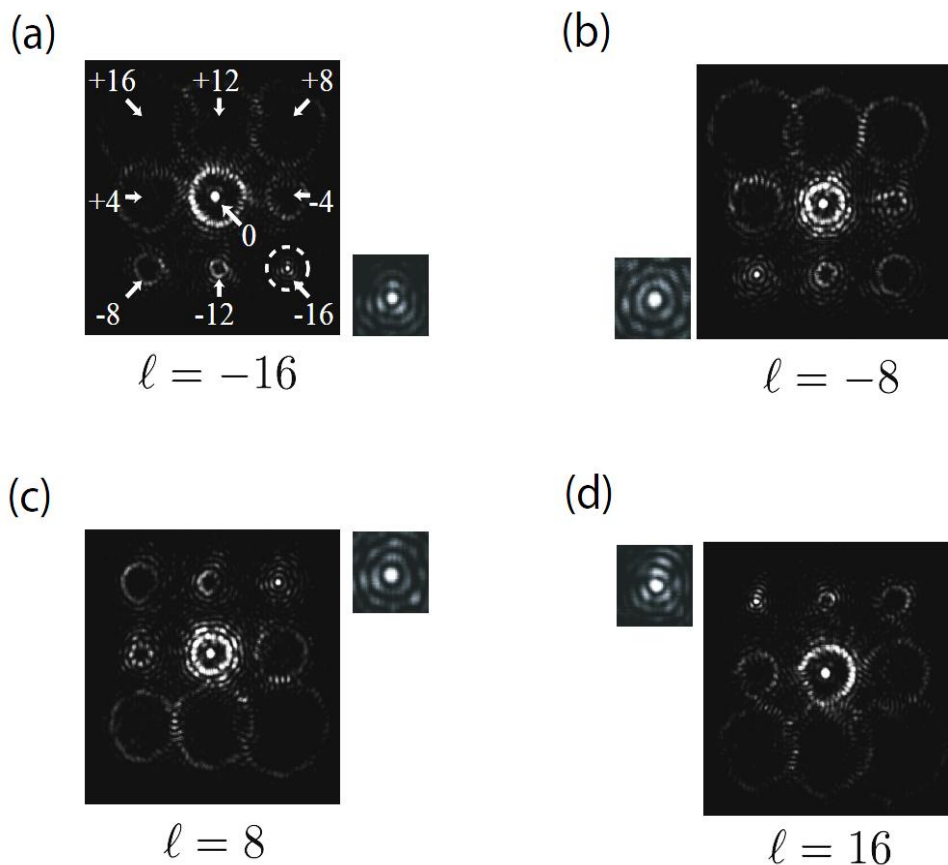 (a)
(b)
+16 +12 +8
+4 -4
0
-8 -12 -16
ℓ = −16
ℓ = −8
(c)
(d)
ℓ = 8
ℓ = 16